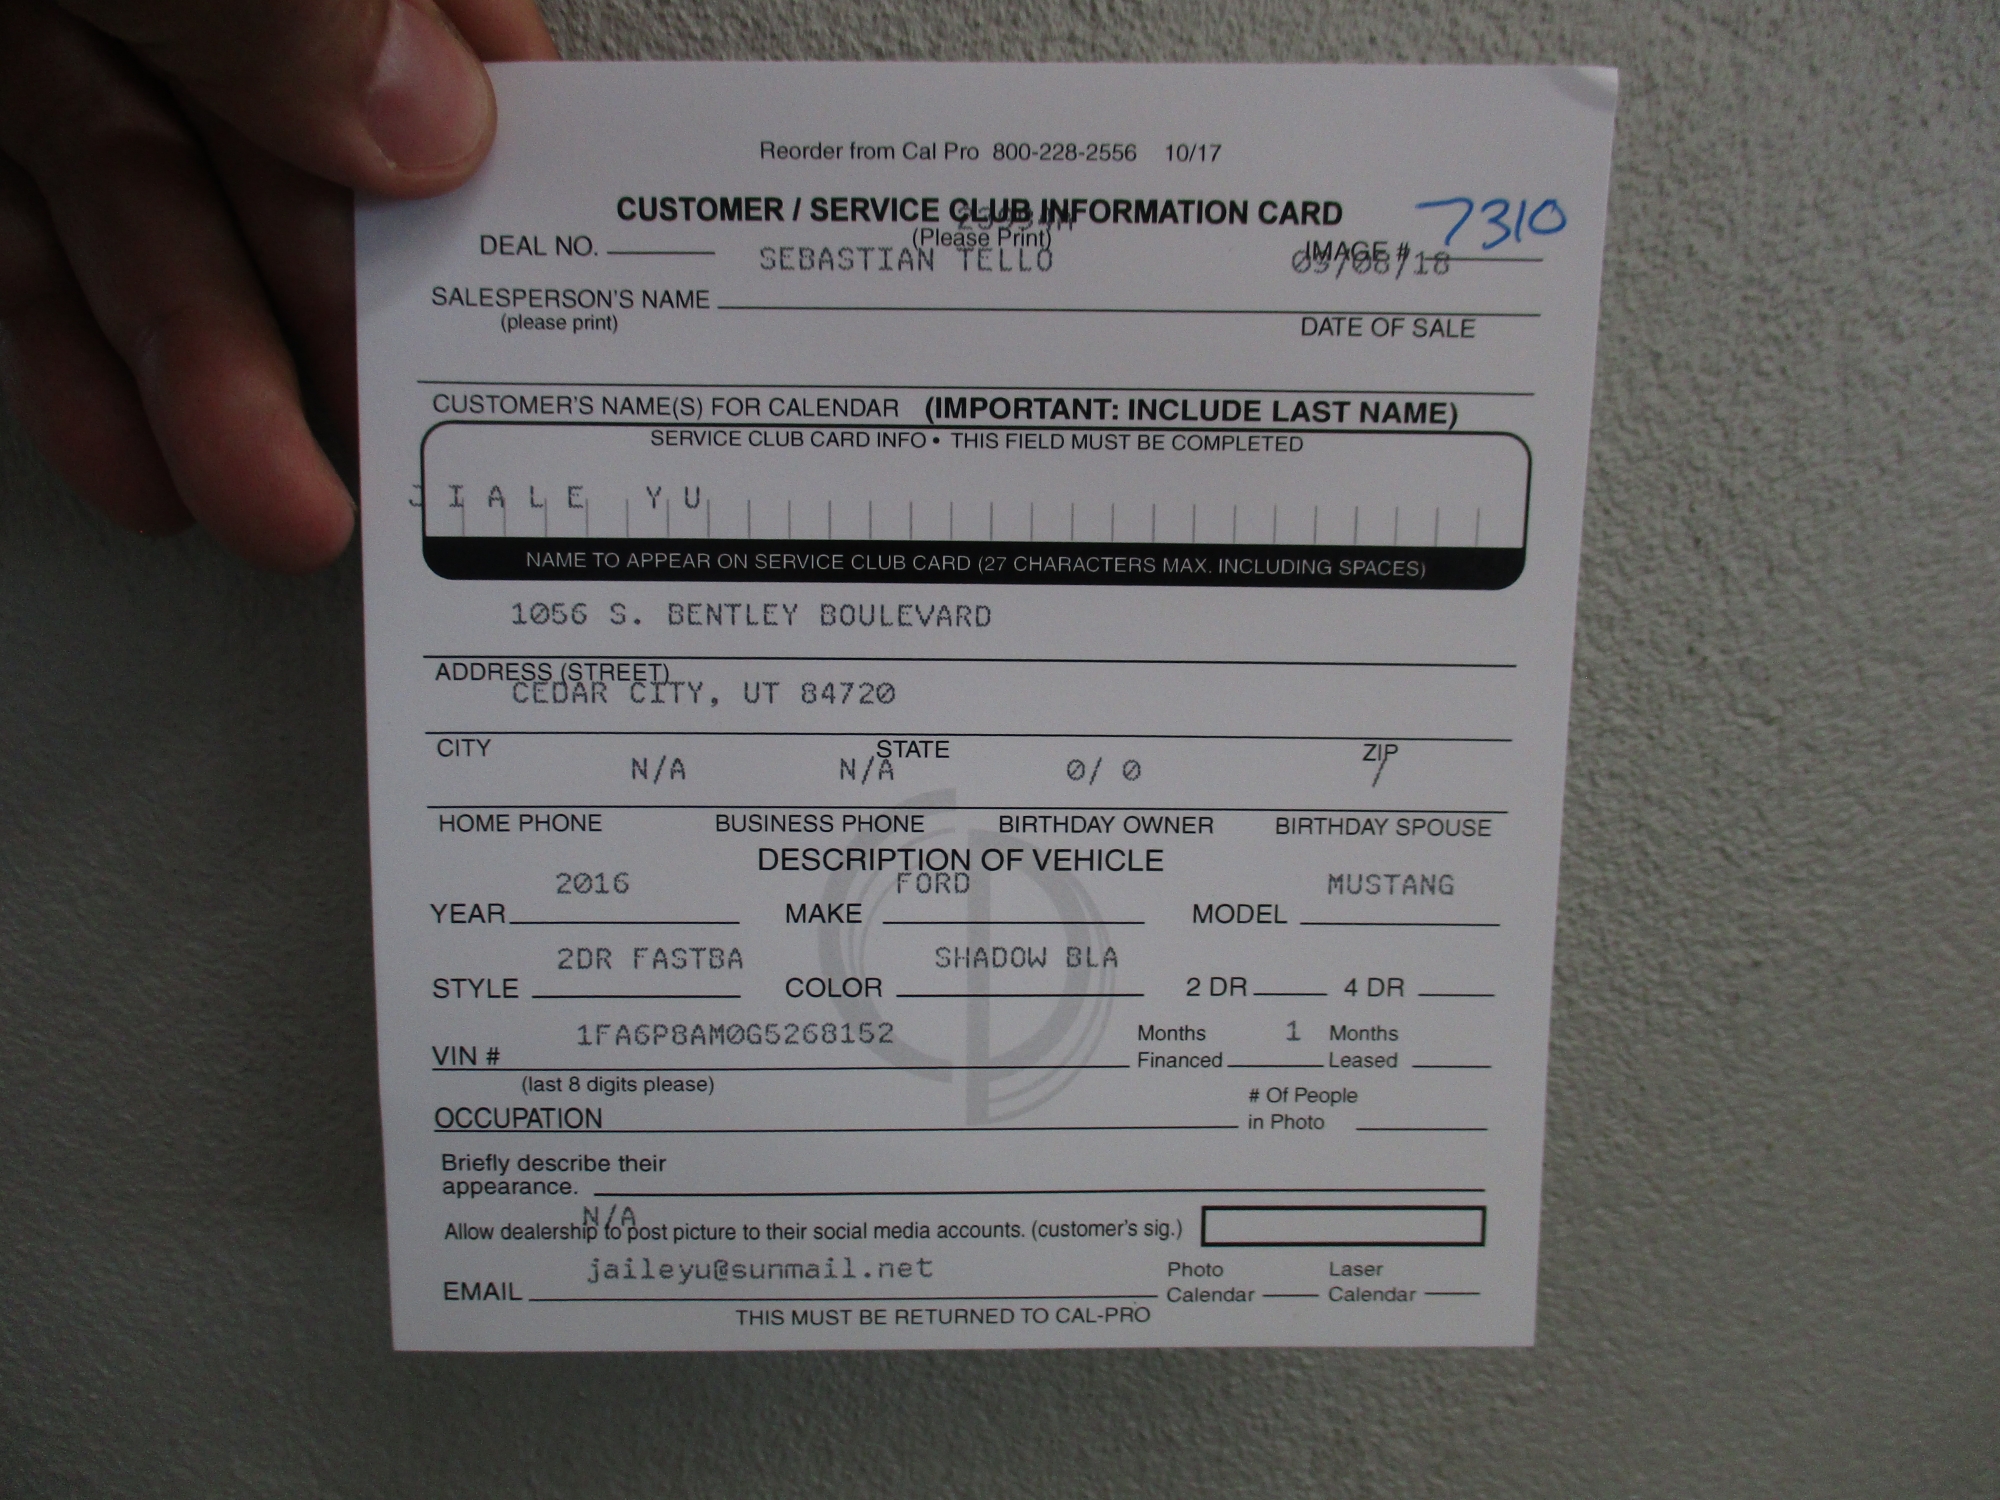 Reorder from Cal Pro 800-228-2556 10/17
CUSTOMER / SERVICE CLUB INFORMATION CARD
7310
(Please Print)
DEAL NO. IMAGE #
SEBASTIAN TELLO 03/08/18
SALESPERSON'S NAME
(please print) DATE OF SALE
CUSTOMER'S NAME(S) FOR CALENDAR (IMPORTANT: INCLUDE LAST NAME)
SERVICE CLUB CARD INFO • THIS FIELD MUST BE COMPLETED
JIALE YU
NAME TO APPEAR ON SERVICE CLUB CARD (27 CHARACTERS MAX. INCLUDING SPACES)
1056 S. BENTLEY BOULEVARD
ADDRESS (STREET)
CEDAR CITY, UT 84720
CITY STATE ZIP
N/A N/A 0/ 0 /
HOME PHONE BUSINESS PHONE BIRTHDAY OWNER BIRTHDAY SPOUSE
DESCRIPTION OF VEHICLE
2016 FORD MUSTANG
YEAR MAKE MODEL
2DR FASTBA SHADOW BLA
STYLE COLOR 2 DR 4 DR
1FA6P8AM0G5268152 Months 1 Months
VIN # Financed Leased
(last 8 digits please)
# Of People
OCCUPATION in Photo
Briefly describe their
appearance.
N/A
Allow dealership to post picture to their social media accounts. (customer's sig.)
jaileyu@sunmail.net Photo Laser
EMAIL Calendar Calendar
THIS MUST BE RETURNED TO CAL-PRO